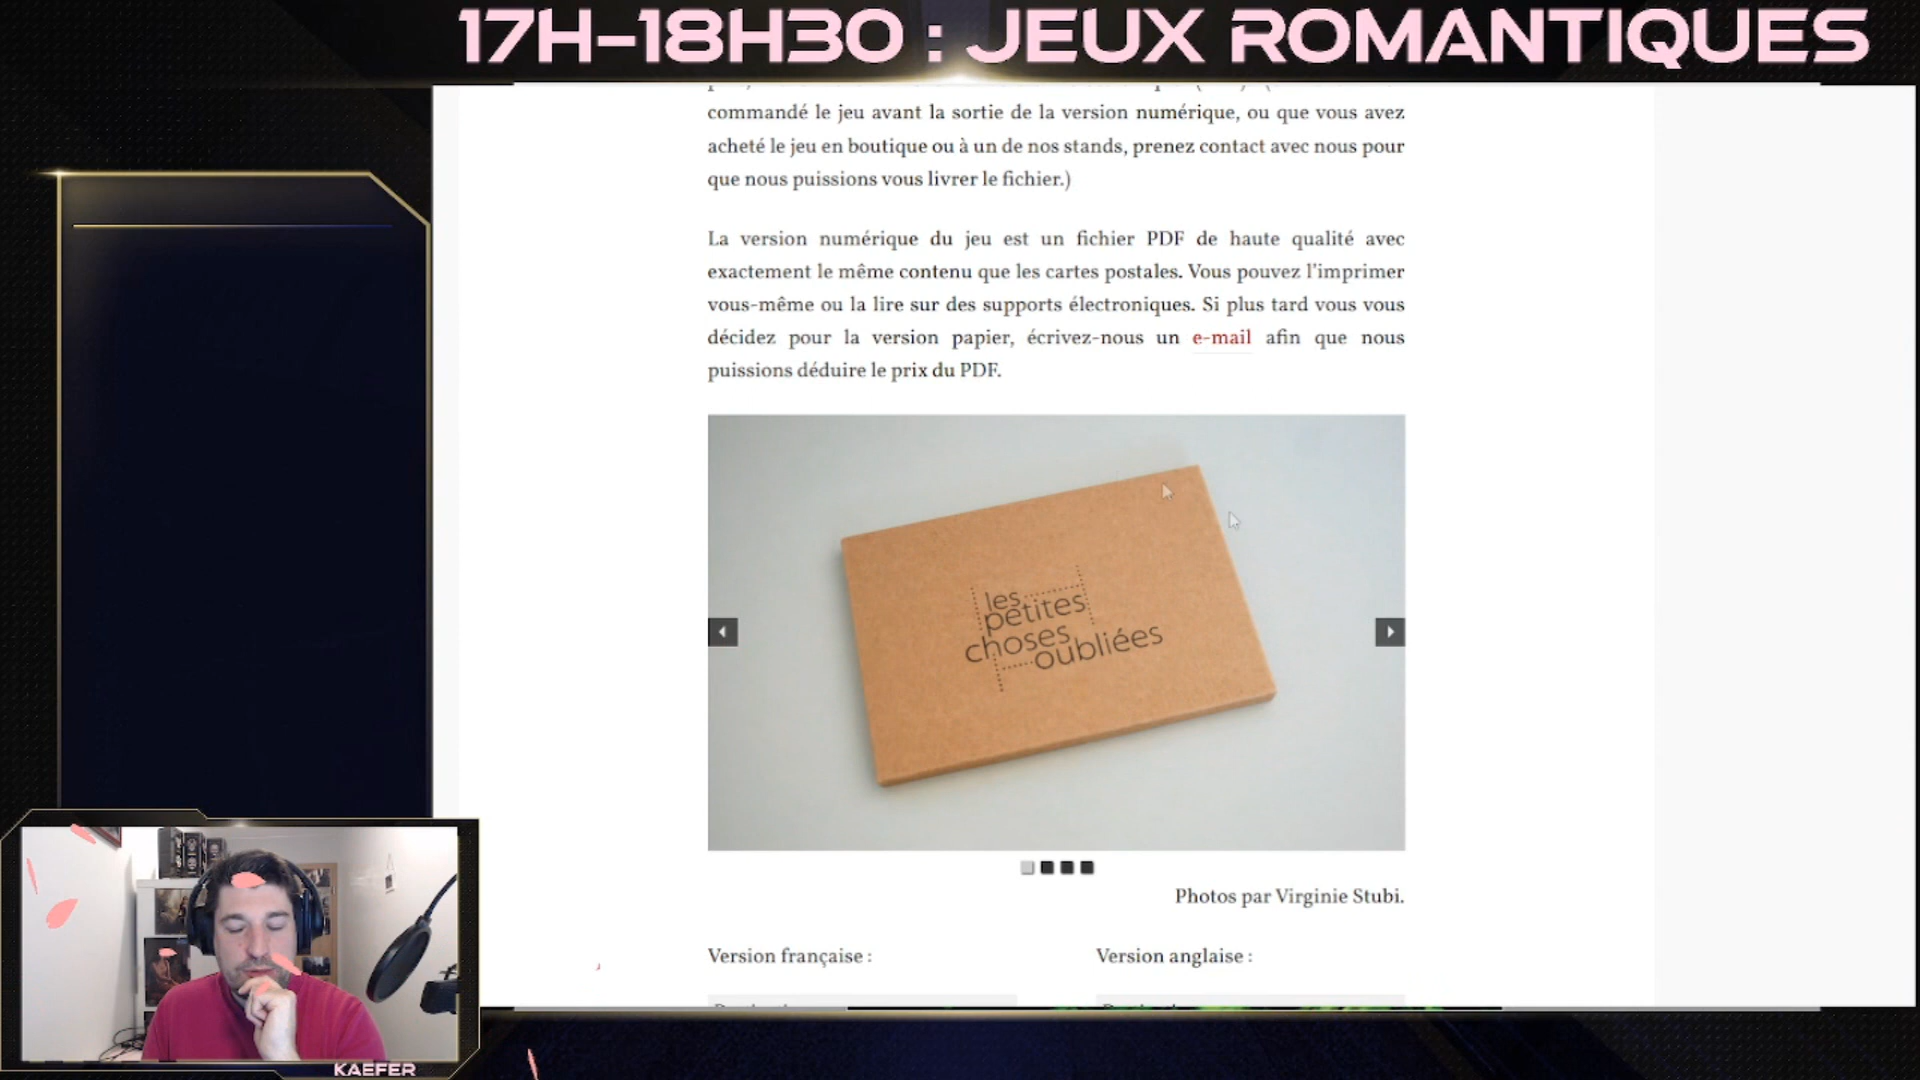 17H-18H30 : JEUX ROMANTIQUES
commandé le jeu avant la sortie de la version numérique, ou que vous avez
acheté le jeu en boutique ou à un de nos stands, prenez contact avec nous pour
que nous puissions vous livrer le fichier.)
La version numérique du jeu est un fichier PDF de haute qualité avec
exactement le même contenu que les cartes postales. Vous pouvez l'imprimer
vous-même ou la lire sur des supports électroniques. Si plus tard vous vous
décidez pour la version papier, écrivez-nous un e-mail afin que nous
puissions déduire le prix du PDF.
les
petites
choses
oubliées
Photos par Virginie Stubi.
Version française :
Version anglaise :
KAEFER